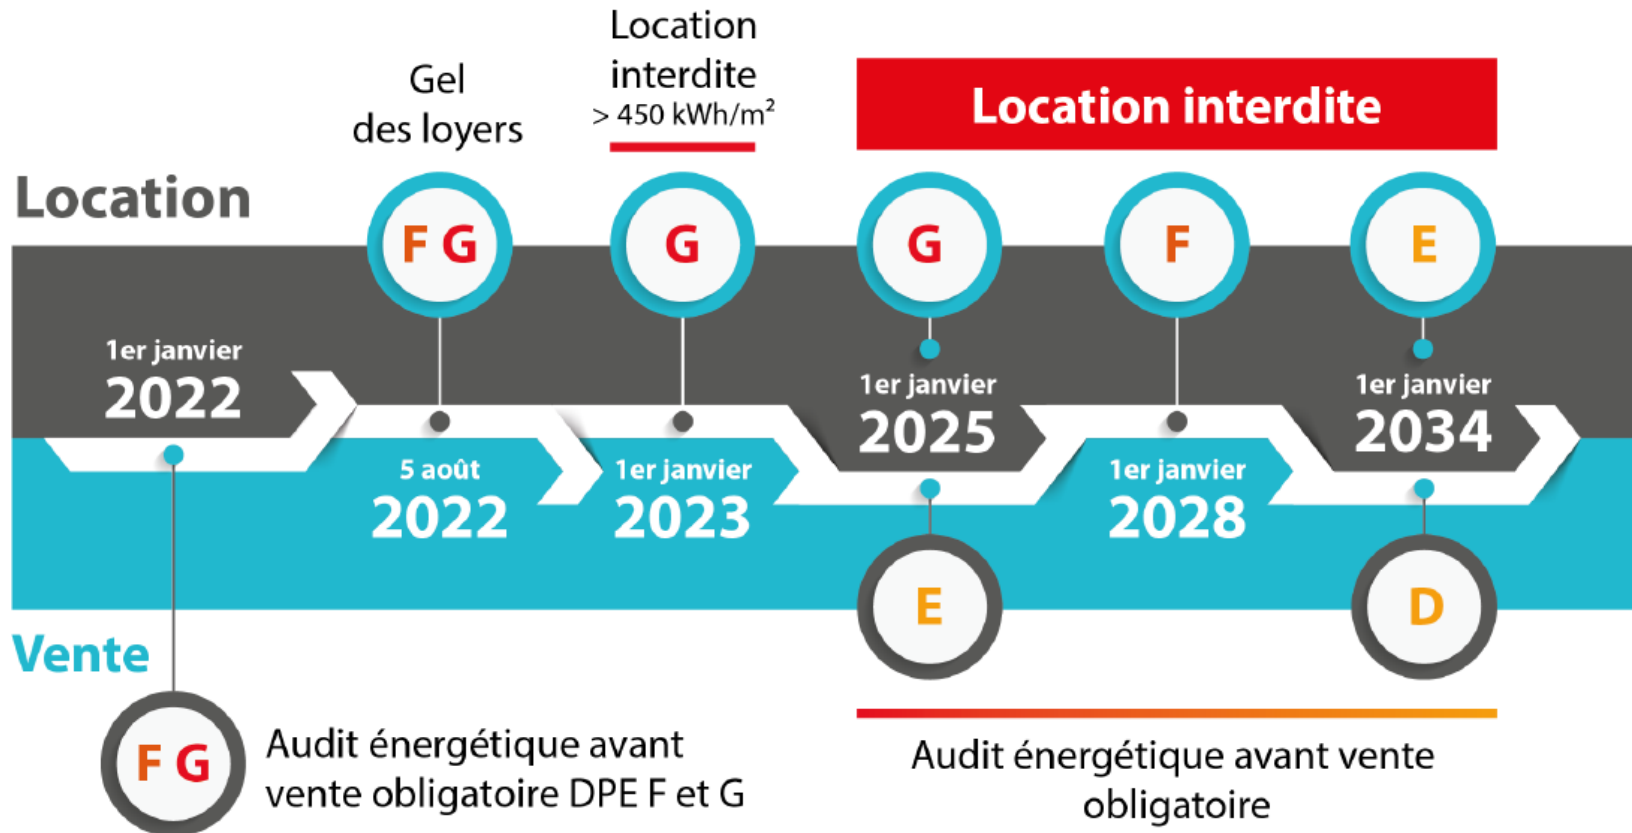 Location
interdite
> 450 kWh/m²
Gel
des loyers
Location interdite
Location
F G
G
G
F
E
1er janvier
2022
5 août
2022
1er janvier
2023
1er janvier
2025
1er janvier
2028
1er janvier
2034
E
D
Vente
F G
Audit énergétique avant
vente obligatoire DPE F et G
Audit énergétique avant vente
obligatoire